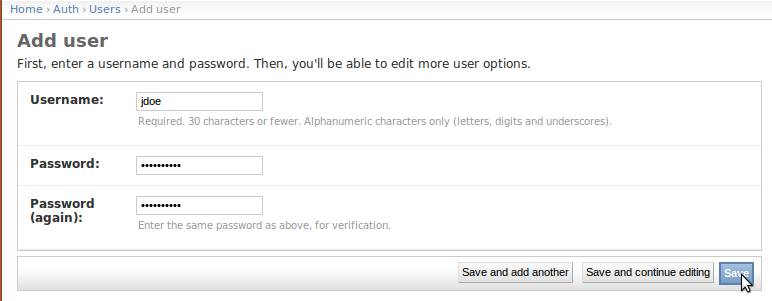 Home › Auth › Users › Add user
Add user
First, enter a username and password. Then, you'll be able to edit more user options.
Username: jdoe
Required. 30 characters or fewer. Alphanumeric characters only (letters, digits and underscores).
Password: ••••••••••
Password (again): ••••••••••
Enter the same password as above, for verification.
Save and add another Save and continue editing Save